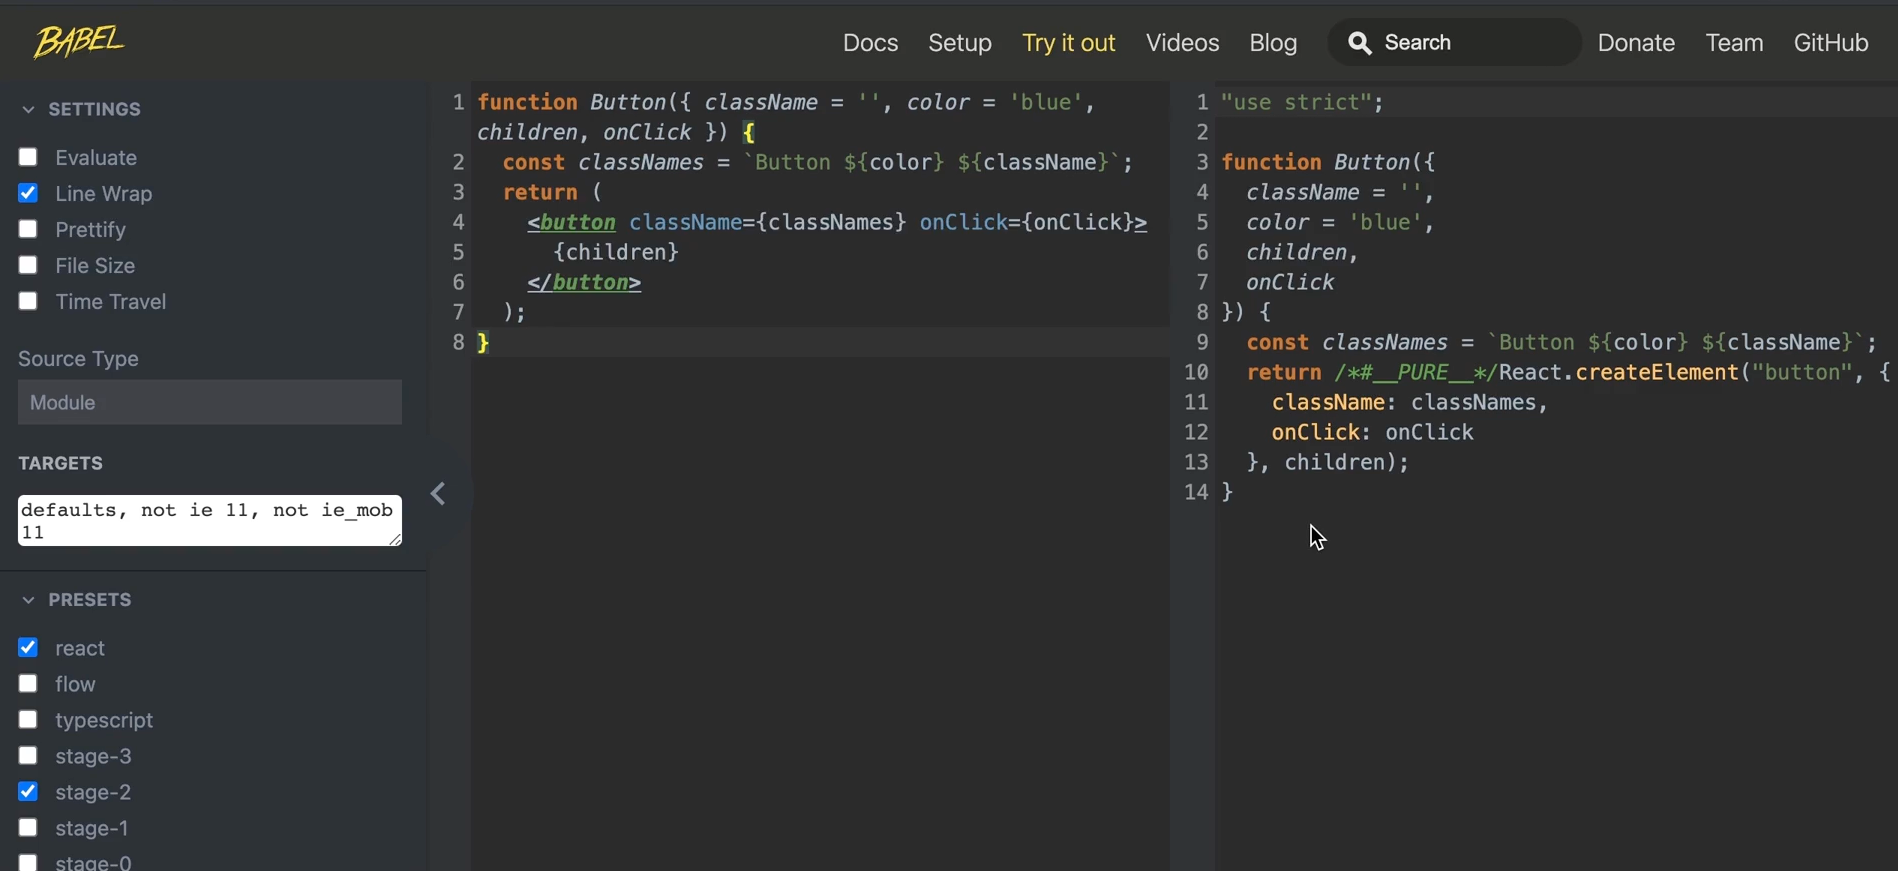 BABEL
Docs Setup Try it out Videos Blog Search Donate Team GitHub
SETTINGS
Evaluate
Line Wrap
Prettify
File Size
Time Travel
Source Type
Module
TARGETS
defaults, not ie 11, not ie_mob
11
PRESETS
react
flow
typescript
stage-3
stage-2
stage-1
stage-0
1 function Button({ className = '', color = 'blue',
children, onClick }) {
2 const classNames = `Button ${color} ${className}`;
3 return (
4 <button className={classNames} onClick={onClick}>
5 {children}
6 </button>
7 );
8 }
1 "use strict";
2
3 function Button({
4 className = '',
5 color = 'blue',
6 children,
7 onClick
8 }) {
9 const classNames = `Button ${color} ${className}`;
10 return /*#__PURE__*/React.createElement("button", {
11 className: classNames,
12 onClick: onClick
13 }, children);
14 }